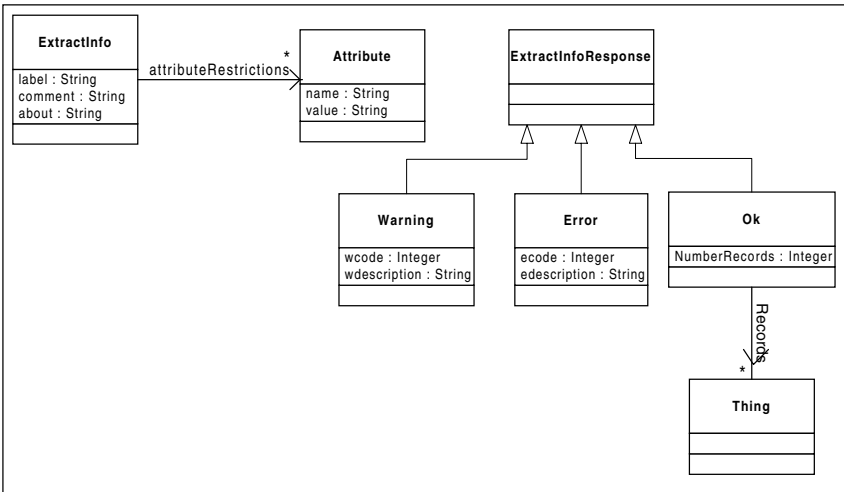 ExtractInfo
label : String
comment : String
about : String
attributeRestrictions
*
Attribute
name : String
value : String
ExtractInfoResponse
Warning
wcode : Integer
wdescription : String
Error
ecode : Integer
edescription : String
Ok
NumberRecords : Integer
Records
*
Thing